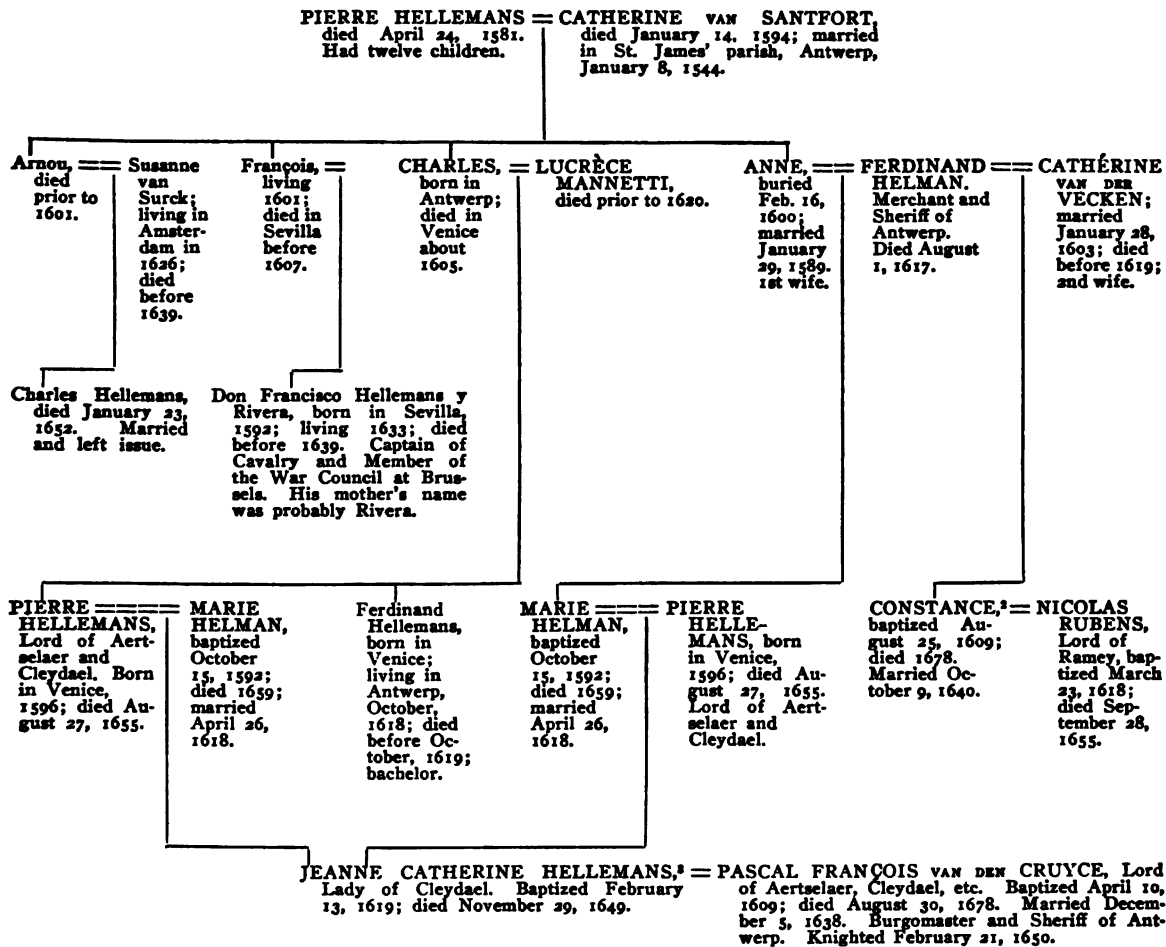 PIERRE HELLEMANS = CATHERINE VAN SANTFORT,
died April 24, 1581.
Had twelve children.
died January 14, 1594; married
in St. James' parish, Antwerp,
January 8, 1544.
Arnou,
died
prior to
1601.
== Susanne
van
Surck;
living in
Amster-
dam in
1626;
died
before
1639.
François, =
living
1601;
died in
Sevilla
before
1607.
CHARLES,
born in
Antwerp;
died in
Venice
about
1605.
= LUCRÈCE
MANNETTI,
died prior to 1620.
ANNE,
buried
Feb. 16,
1600;
married
January
29, 1589.
1st wife.
== FERDINAND
HELMAN.
Merchant and
Sheriff of
Antwerp.
Died August
1, 1617.
== CATHÉRINE
VAN DER
VECKEN;
married
January 28,
1603; died
before 1619;
2nd wife.
Charles Hellemans,
died January 23,
1652. Married
and left issue.
Don Francisco Hellemans y
Rivera, born in Sevilla,
1592; living 1633; died
before 1639. Captain of
Cavalry and Member of
the War Council at Brus-
sels. His mother's name
was probably Rivera.
PIERRE
HELLEMANS,
Lord of Aert-
selaer and
Cleydael. Born
in Venice,
1596; died Au-
gust 27, 1655.
==== MARIE
HELMAN,
baptized
October
15, 1592;
died 1659;
married
April 26,
1618.
Ferdinand
Hellemans,
born in
Venice;
living in
Antwerp,
October,
1618; died
before Oc-
tober, 1619;
bachelor.
MARIE
HELMAN,
baptized
October
15, 1592;
died 1659;
married
April 26,
1618.
=== PIERRE
HELLE-
MANS, born
in Venice,
1596; died Au-
gust 27, 1655.
Lord of Aert-
selaer and
Cleydael.
CONSTANCE,²
baptized Au-
gust 25, 1609;
died 1678.
Married Oc-
tober 9, 1640.
= NICOLAS
RUBENS,
Lord of
Ramey, bap-
tized March
23, 1618;
died Sep-
tember 28,
1655.
JEANNE CATHERINE HELLEMANS,³
Lady of Cleydael. Baptized February
13, 1619; died November 29, 1649.
= PASCAL FRANÇOIS VAN DEN CRUYCE, Lord
of Aertselaer, Cleydael, etc. Baptized April 10,
1609; died August 30, 1678. Married Decem-
ber 5, 1638. Burgomaster and Sheriff of Ant-
werp. Knighted February 21, 1650.